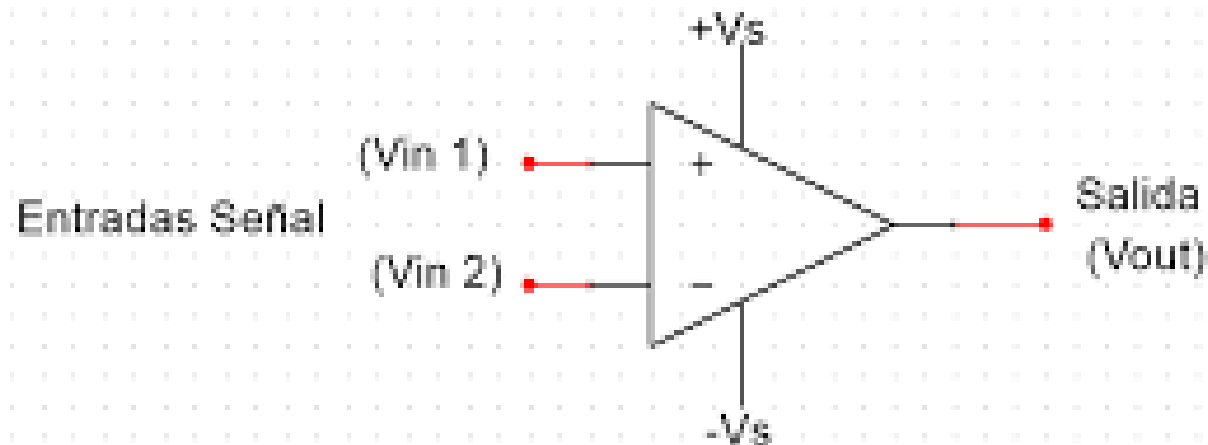 +Vs
(Vin 1)
+
Entradas Señal
Salida
(Vout)
(Vin 2)
−
-Vs